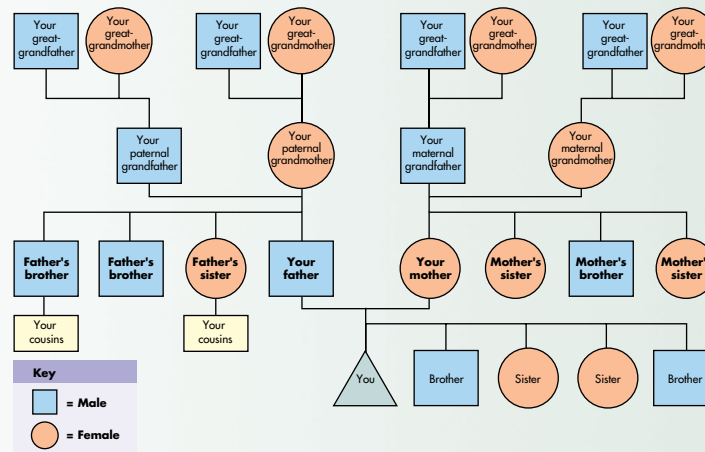 Your
great-
grandfather
Your
great-
grandmother
Your
great-
grandfather
Your
great-
grandmother
Your
great-
grandfather
Your
great-
grandmother
Your
great-
grandfather
Your
great-
grandmothe
Your
paternal
grandfather
Your
paternal
grandmother
Your
maternal
grandfather
Your
maternal
grandmother
Father's
brother
Father's
brother
Father's
sister
Your
father
Your
mother
Mother's
sister
Mother's
brother
Mother's
sister
Your
cousins
Your
cousins
You
Brother
Sister
Sister
Brother
Key
= Male
= Female